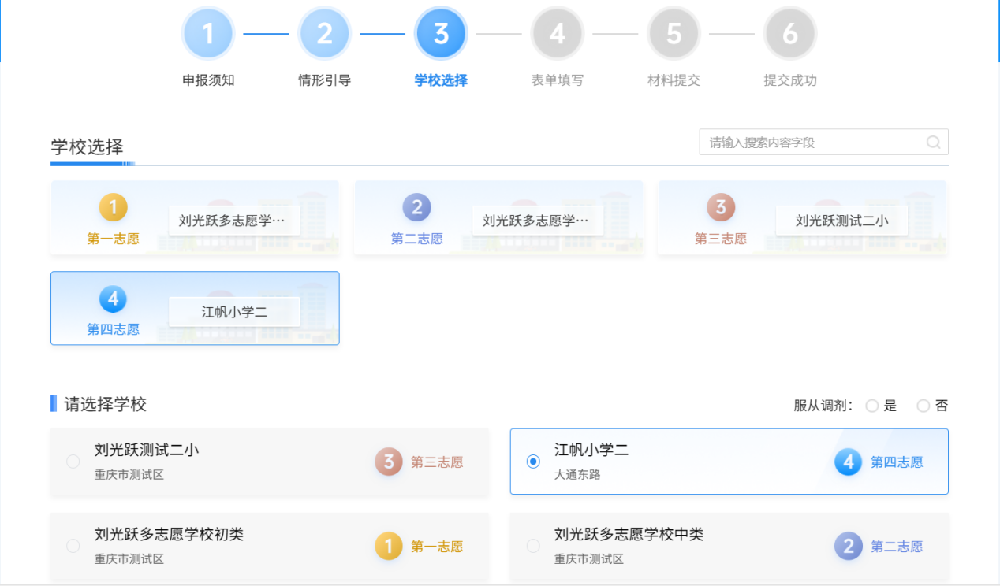 1
2
3
4
5
6
申报须知
情形引导
学校选择
表单填写
材料提交
提交成功
学校选择
请输入搜索内容字段
1
第一志愿
刘光跃多志愿学…
2
第二志愿
刘光跃多志愿学…
3
第三志愿
刘光跃测试二小
4
第四志愿
江帆小学二
请选择学校
服从调剂： 是 否
刘光跃测试二小
重庆市测试区
3 第三志愿
江帆小学二
大通东路
4 第四志愿
刘光跃多志愿学校初类
重庆市测试区
1 第一志愿
刘光跃多志愿学校中类
重庆市测试区
2 第二志愿